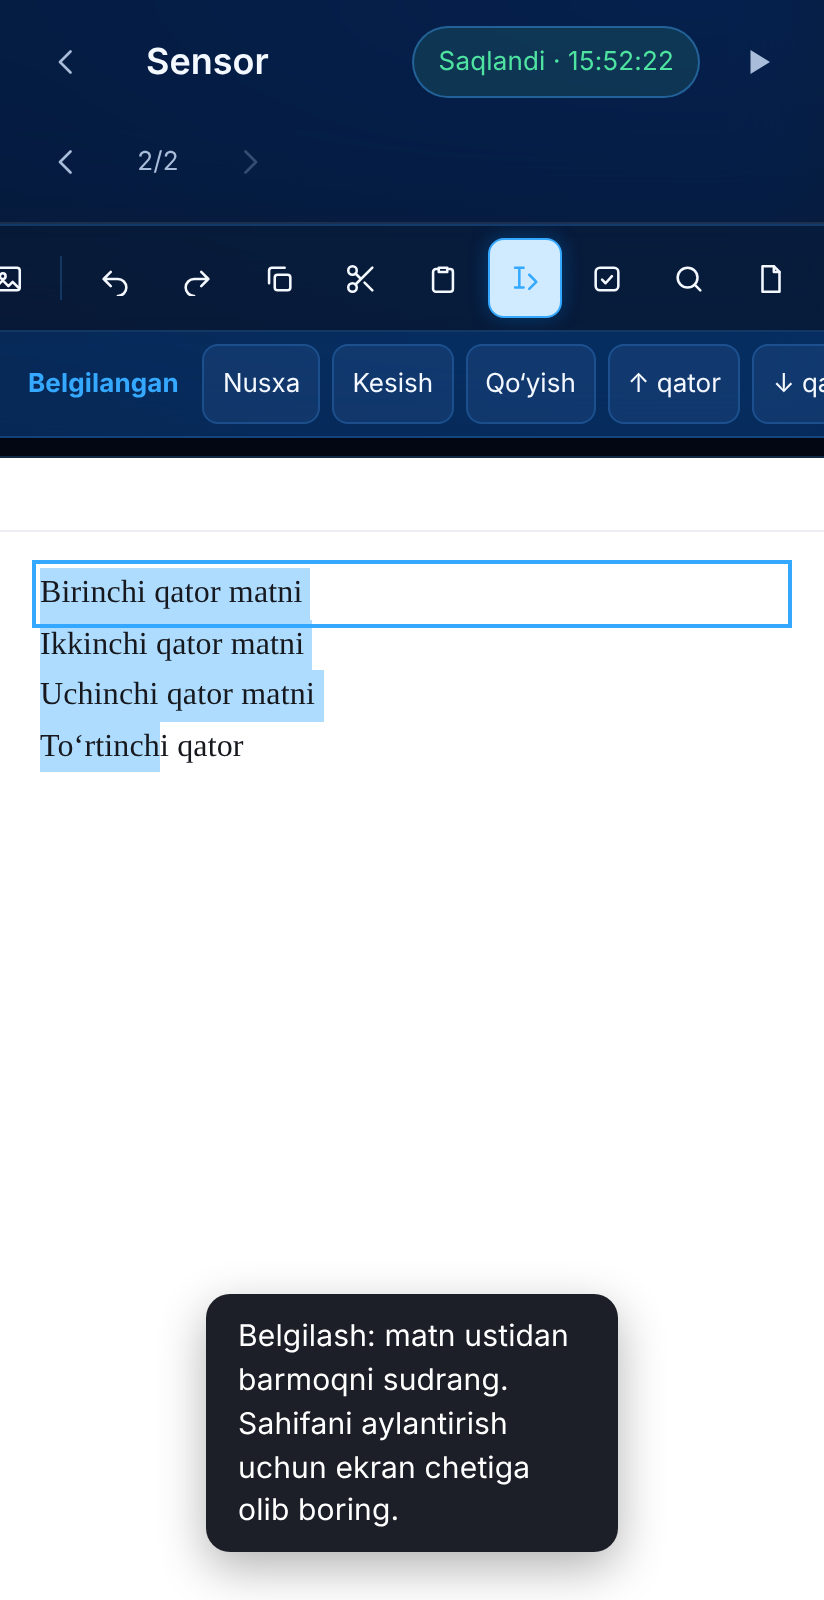 Sensor
Saqlandi · 15:52:22
2/2
Belgilangan
Nusxa
Kesish
Qo‘yish
↑ qator
↓ qa
Birinchi qator matni
Ikkinchi qator matni
Uchinchi qator matni
To‘rtinchi qator
Belgilash: matn ustidan
barmoqni sudrang.
Sahifani aylantirish
uchun ekran chetiga
olib boring.